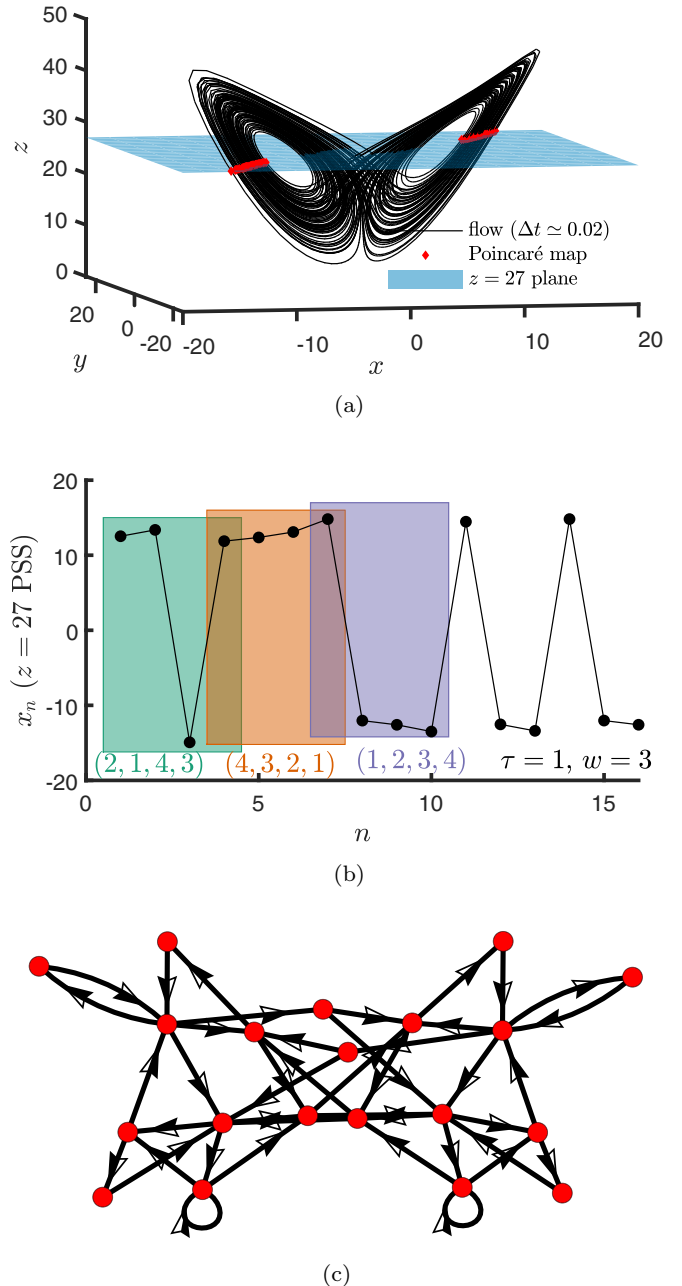 50
40
30
20
10
0
z
flow (Δt ≃ 0.02)
Poincaré map
z = 27 plane
20
0
-20
y
-20
-10
0
10
20
x
(a)
20
10
0
-10
-20
x_n (z = 27 PSS)
(2, 1, 4, 3)
(4, 3, 2, 1)
(1, 2, 3, 4)
τ = 1, w = 3
0
5
10
15
n
(b)
(c)